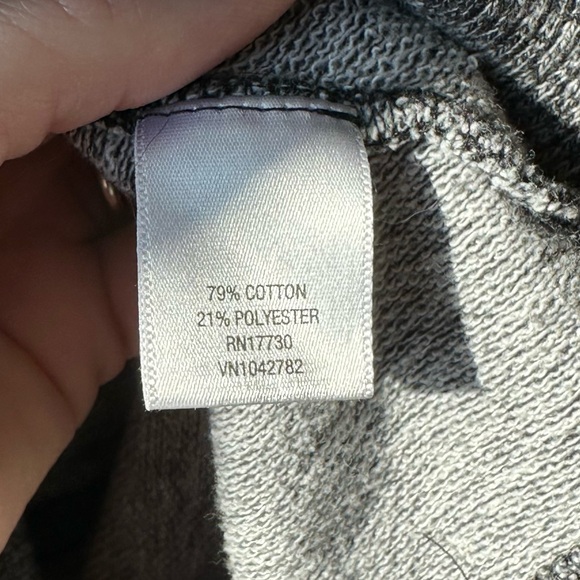 79% COTTON
21% POLYESTER
RN17730
VN1042782